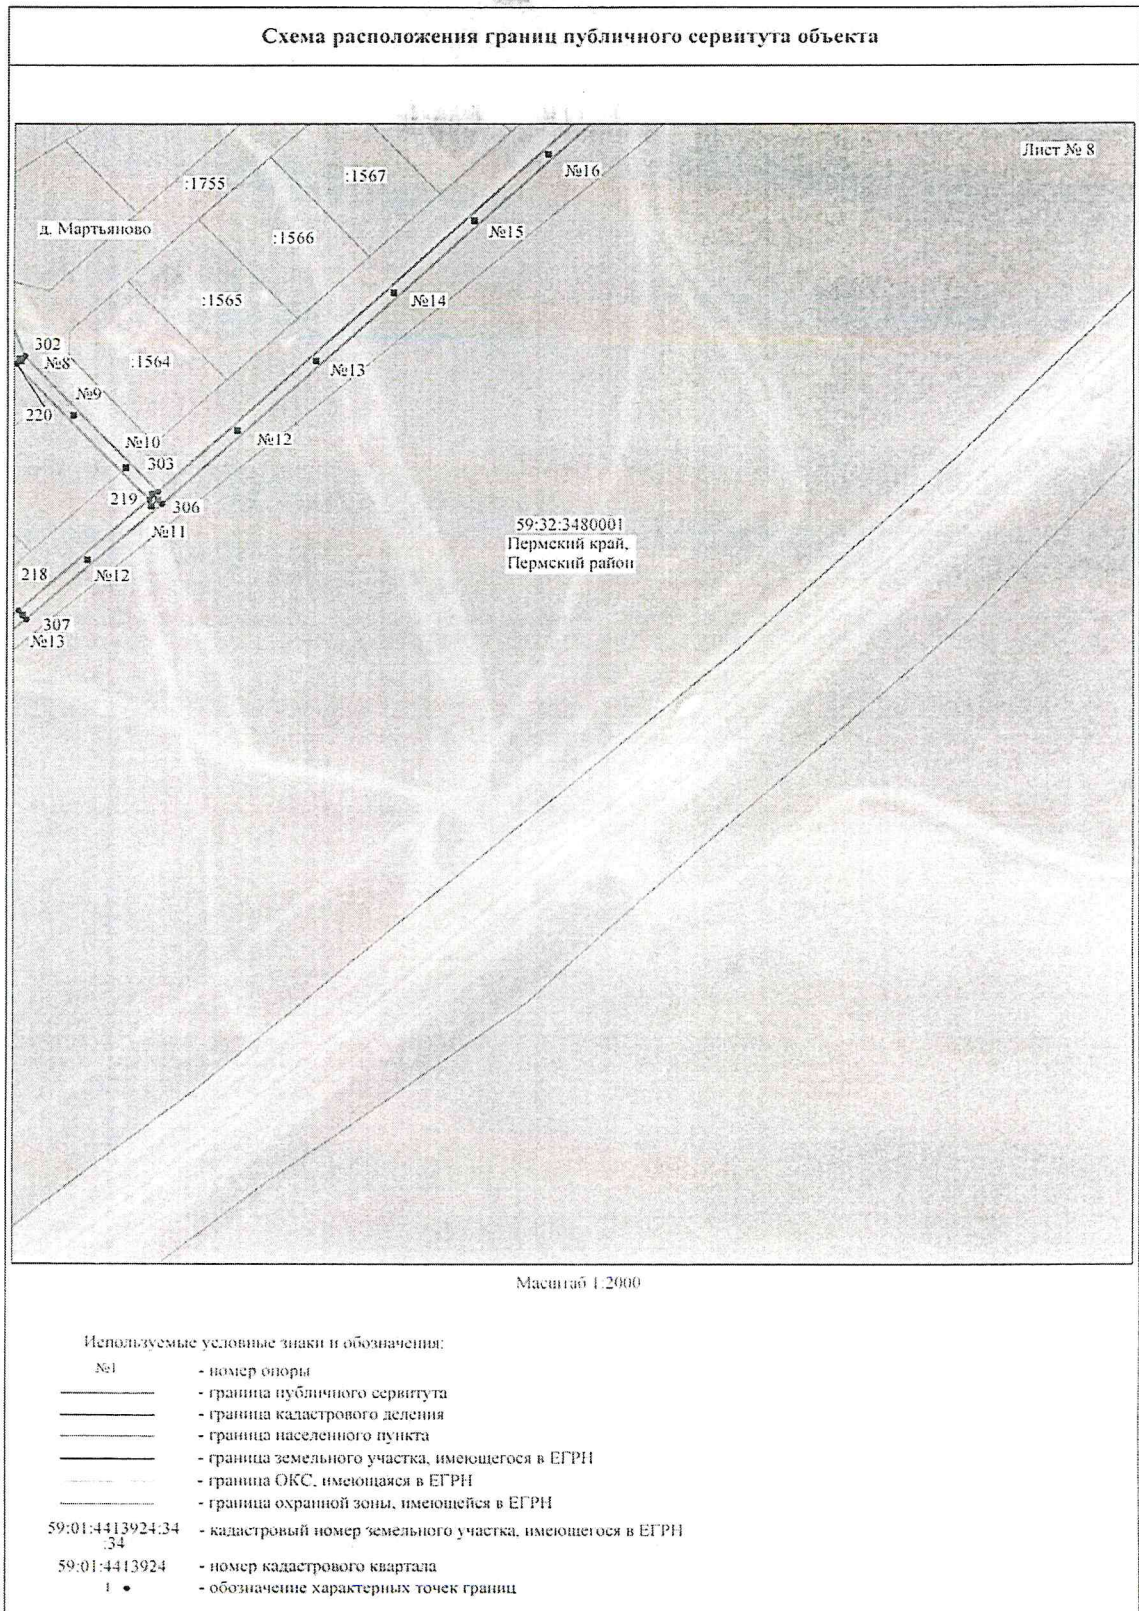 Схема расположения границ публичного сервитута объекта
Лист № 8
№16
:1567
:1755
№15
д. Мартьяново
:1566
№14
:1565
302
№8
:1564
№13
№9
220
№10
№12
303
219
306
№11
59:32:3480001
Пермский край,
Пермский район
218
№12
307
№13
Масштаб 1:2000
Используемые условные знаки и обозначения:
№1 - номер опоры
- граница публичного сервитута
- граница кадастрового деления
- граница населенного пункта
- граница земельного участка, имеющегося в ЕГРН
- граница ОКС, имеющаяся в ЕГРН
- граница охранной зоны, имеющейся в ЕГРН
59:01:4413924:34 - кадастровый номер земельного участка, имеющегося в ЕГРН
:34
59:01:4413924 - номер кадастрового квартала
1 • - обозначение характерных точек границ